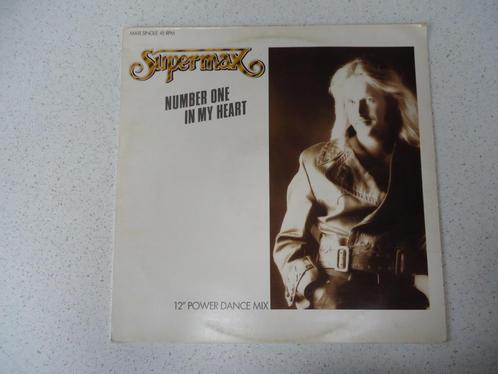 MAXI SINGLE 45 RPM
Supermax
NUMBER ONE
IN MY HEART
12" POWER DANCE MIX